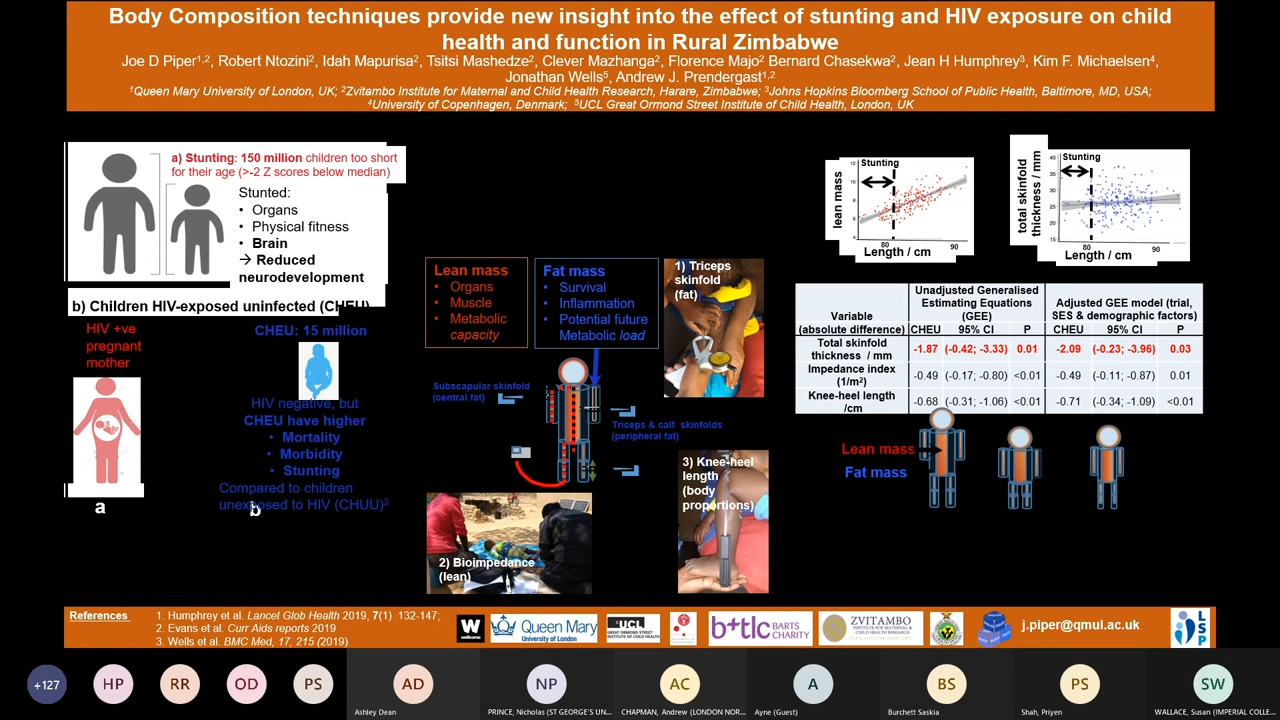 Body Composition techniques provide new insight into the effect of stunting and HIV exposure on child
health and function in Rural Zimbabwe
Joe D Piper1,2, Robert Ntozini2, Idah Mapurisa2, Tsitsi Mashedze2, Clever Mazhanga2, Florence Majo2 Bernard Chasekwa2, Jean H Humphrey3, Kim F. Michaelsen4,
Jonathan Wells5, Andrew J. Prendergast1,2
1Queen Mary University of London, UK; 2Zvitambo Institute for Maternal and Child Health Research, Harare, Zimbabwe; 3Johns Hopkins Bloomberg School of Public Health, Baltimore, MD, USA;
4University of Copenhagen, Denmark; 5UCL Great Ormond Street Institute of Child Health, London, UK
a) Stunting: 150 million children too short
for their age (>-2 Z scores below median)
Stunted:
• Organs
• Physical fitness
• Brain
→ Reduced
neurodevelopment
b) Children HIV-exposed uninfected (CHEU)
HIV +ve
pregnant
mother
CHEU: 15 million
HIV negative, but
CHEU have higher
• Mortality
• Morbidity
• Stunting
Compared to children
unexposed to HIV (CHUU)2
a
b
Lean mass
• Organs
• Muscle
• Metabolic
capacity
Fat mass
• Survival
• Inflammation
• Potential future
Metabolic load
1) Triceps
skinfold
(fat)
Subscapular skinfold
(central fat)
Triceps & calf skinfolds
(peripheral fat)
2) Bioimpedance
(lean)
3) Knee-heel
length
(body
proportions)
Stunting
lean mass
12
10
8
6
4
80
90
Length / cm
Stunting
total skinfold
thickness / mm
40
35
30
25
20
15
80
90
Length / cm
Variable
(absolute difference)
Unadjusted Generalised
Estimating Equations
(GEE)
Adjusted GEE model (trial,
SES & demographic factors)
CHEU 95% CI P CHEU 95% CI P
Total skinfold
thickness / mm -1.87 (-0.42; -3.33) 0.01 -2.09 (-0.23; -3.96) 0.03
Impedance index
(1/m²) -0.49 (-0.17; -0.80) <0.01 -0.49 (-0.11; -0.87) 0.01
Knee-heel length
/cm -0.68 (-0.31; -1.06) <0.01 -0.71 (-0.34; -1.09) <0.01
Lean mass
Fat mass
References
1. Humphrey et al. Lancet Glob Health 2019, 7(1) 132-147;
2. Evans et al. Curr Aids reports 2019
3. Wells et al. BMC Med, 17, 215 (2019)
W
wellcome
Queen Mary
University of London
UCL
GREAT ORMOND STREET
INSTITUTE OF CHILD HEALTH
b+tlc BARTS
CHARITY
ZVITAMBO
INSTITUTE FOR MATERNAL
& CHILD HEALTH RESEARCH
j.piper@qmul.ac.uk
LSP
+127
HP
RR
OD
PS
AD
Ashley Dean
NP
PRINCE, Nicholas (ST GEORGE'S UN...
AC
CHAPMAN, Andrew (LONDON NOR...
A
Ayne (Guest)
BS
Burchett Saskia
PS
Shah, Priyen
SW
WALLACE, Susan (IMPERIAL COLLE...